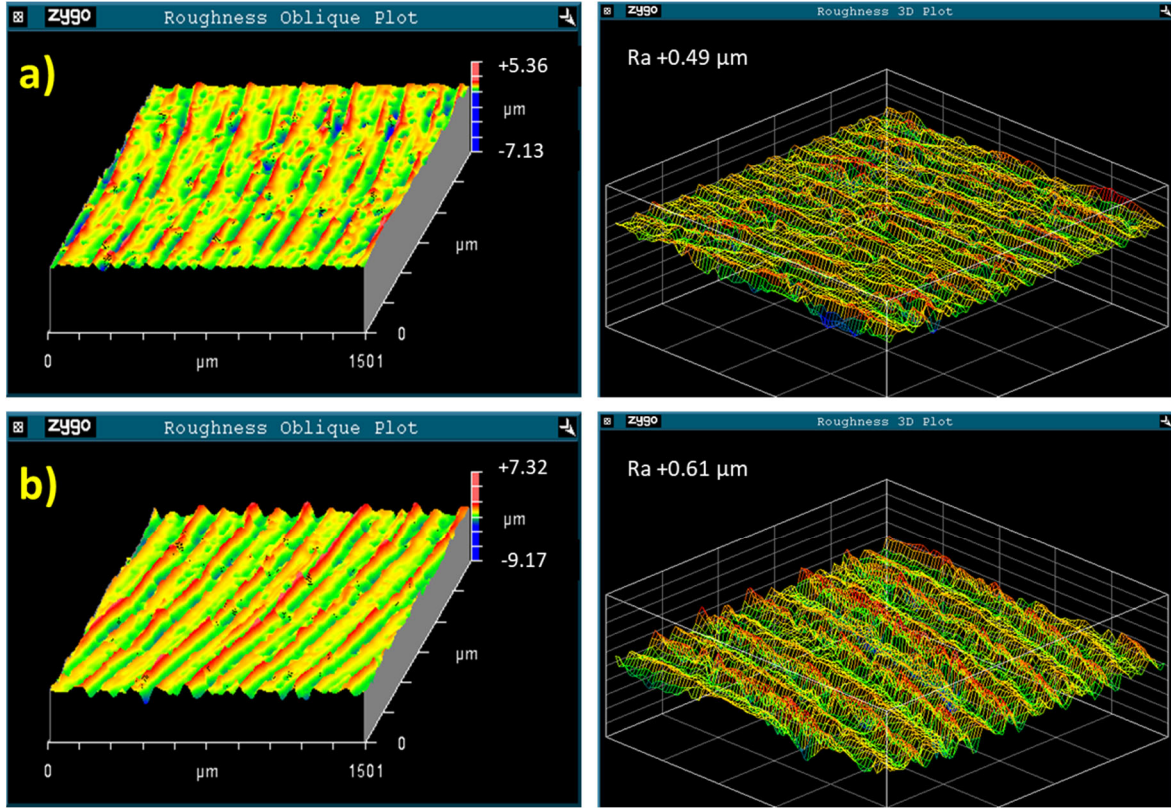 zygo Roughness Oblique Plot
a)
+5.36
µm
-7.13
µm
0
0 µm 1501
Roughness 3D Plot
zygo
Ra +0.49 µm
zygo Roughness Oblique Plot
b)
+7.32
µm
-9.17
µm
0
0 µm 1501
zygo Roughness 3D Plot
Ra +0.61 µm